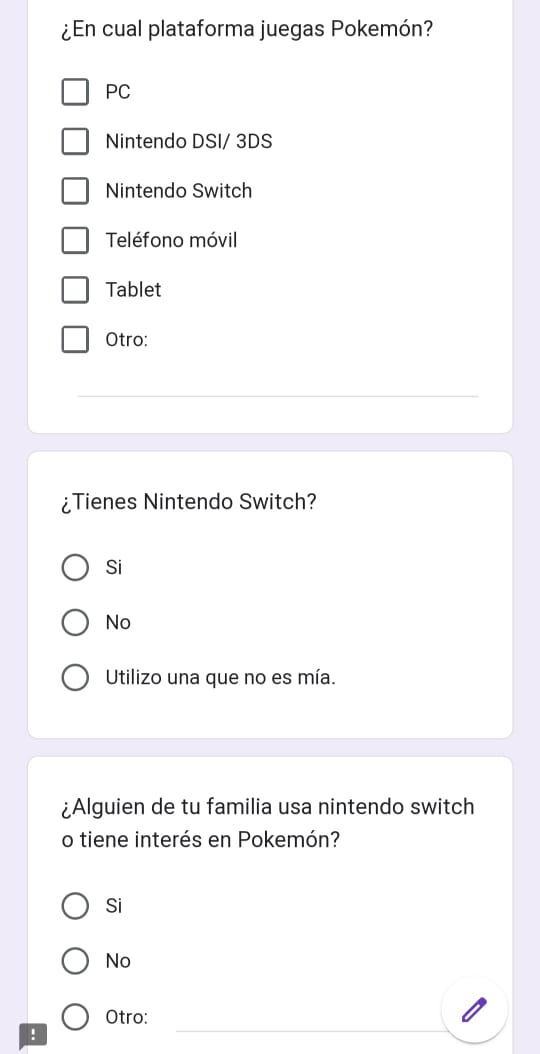 ¿En cual plataforma juegas Pokemón?
PC
Nintendo DSI/ 3DS
Nintendo Switch
Teléfono móvil
Tablet
Otro:
¿Tienes Nintendo Switch?
Si
No
Utilizo una que no es mía.
¿Alguien de tu familia usa nintendo switch
o tiene interés en Pokemón?
Si
No
Otro: